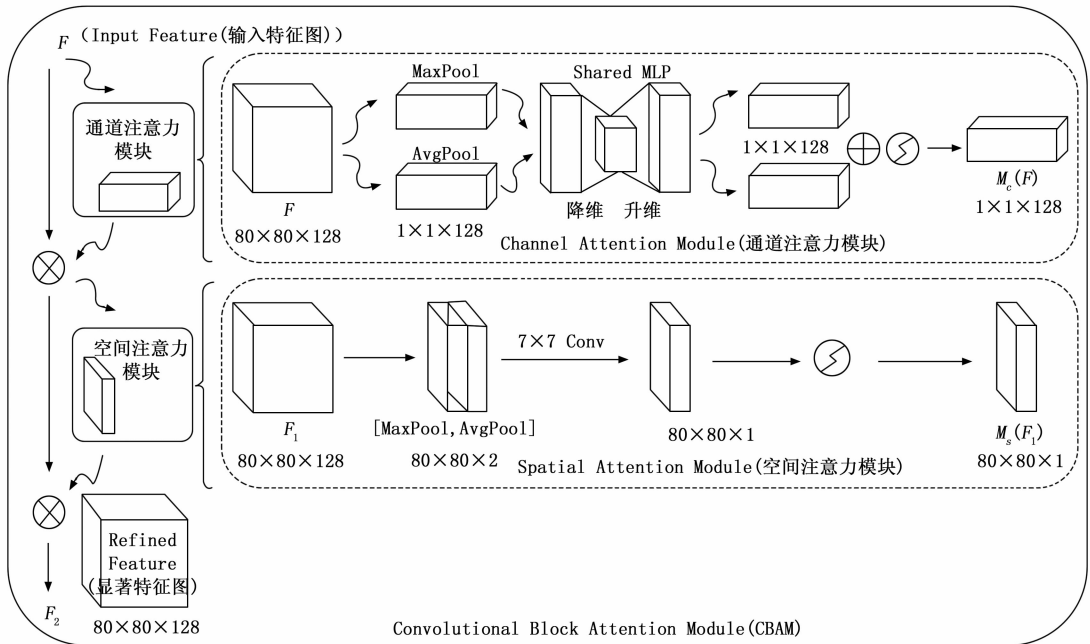 F (Input Feature(输入特征图))
通道注意力
模块
MaxPool
Shared MLP
AvgPool
1×1×128
F
80×80×128
1×1×128
降维 升维
M_c(F)
1×1×128
Channel Attention Module(通道注意力模块)
空间注意力
模块
7×7 Conv
F_1
80×80×128
[MaxPool,AvgPool]
80×80×2
80×80×1
M_s(F_1)
80×80×1
Spatial Attention Module(空间注意力模块)
Refined
Feature
(显著特征图)
F_2
80×80×128
Convolutional Block Attention Module(CBAM)